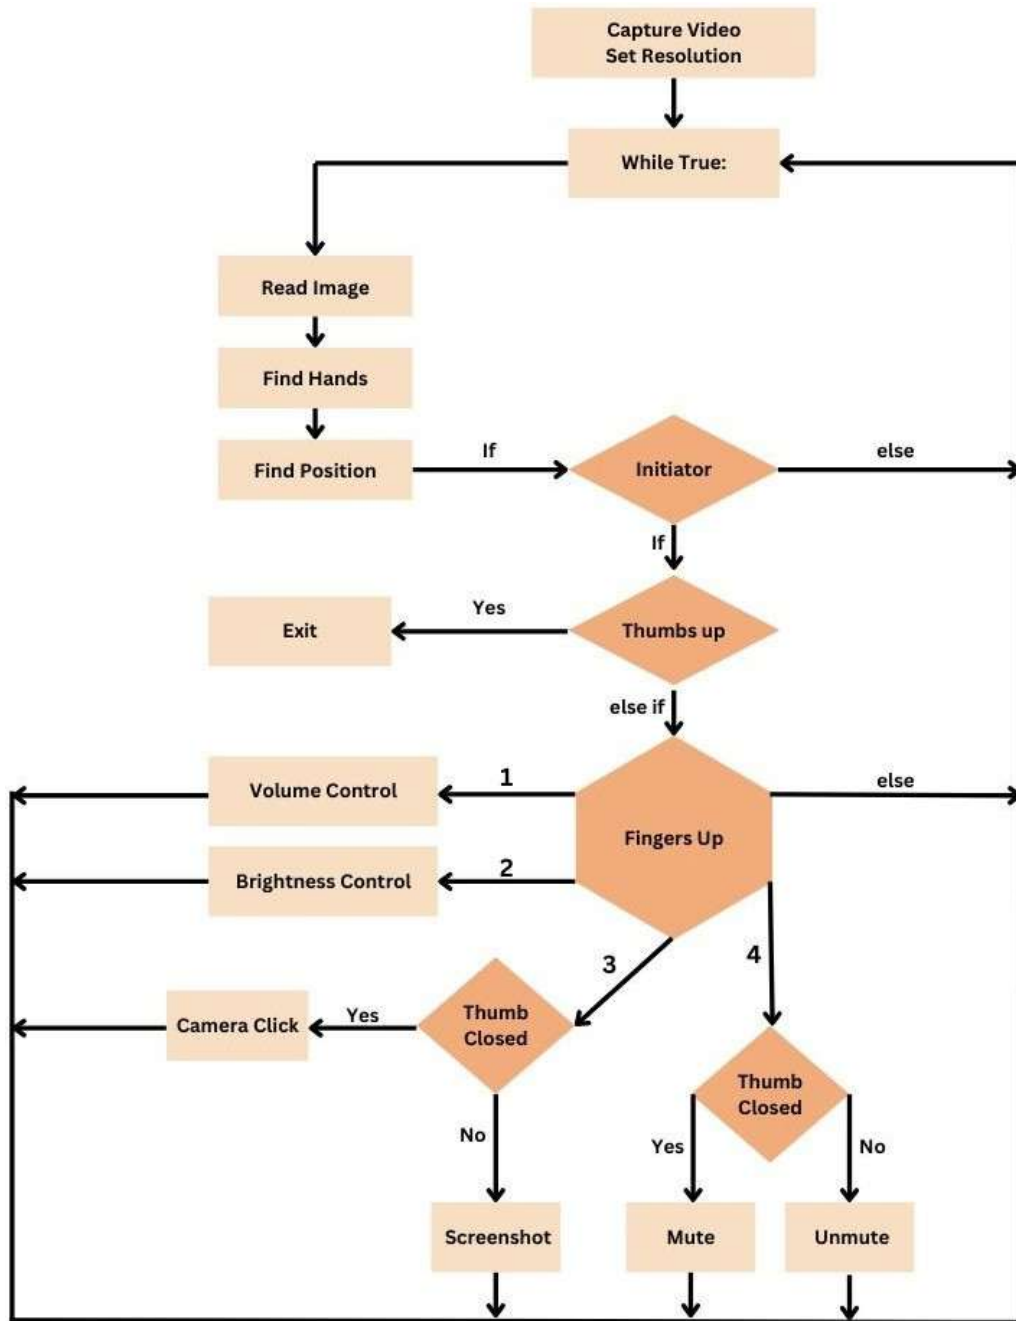 Capture Video
Set Resolution
While True:
Read Image
Find Hands
Find Position
If
Initiator
else
If
Exit
Yes
Thumbs up
else if
Volume Control
1
else
Fingers Up
Brightness Control
2
3
4
Camera Click
Yes
Thumb
Closed
Thumb
Closed
No
Yes
No
Screenshot
Mute
Unmute